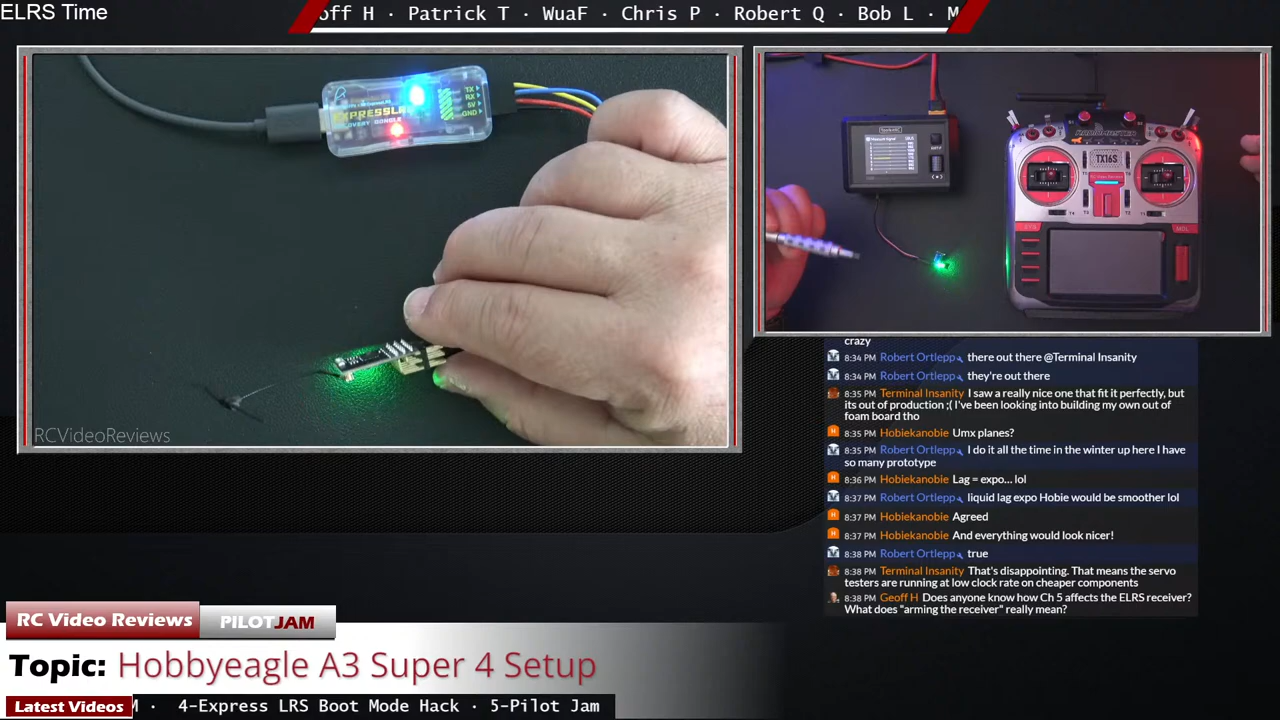 ELRS Time
off H · Patrick T · WuaF · Chris P · Robert Q · Bob L · M
TX
RX
5V
GND
RCVideoReviews
ToolkitRC
RADIOMASTER
TX16S
RC Video Reviews
SYS
MDL
crazy
8:34 PM Robert Ortlepp there out there @Terminal Insanity
8:34 PM Robert Ortlepp they're out there
8:35 PM Terminal Insanity I saw a really nice one that fit it perfectly, but
its out of production ;( I've been looking into building my own out of
foam board tho
8:35 PM Hobiekanobie Umx planes?
8:35 PM Robert Ortlepp I do it all the time in the winter up here I have
so many prototype
8:36 PM Hobiekanobie Lag = expo... lol
8:37 PM Robert Ortlepp liquid lag expo Hobie would be smoother lol
8:37 PM Hobiekanobie Agreed
8:37 PM Hobiekanobie And everything would look nicer!
8:38 PM Robert Ortlepp true
8:38 PM Terminal Insanity That's disappointing. That means the servo
testers are running at low clock rate on cheaper components
8:38 PM Geoff H Does anyone know how Ch 5 affects the ELRS receiver?
What does "arming the receiver" really mean?
RC Video Reviews PILOTJAM
Topic: Hobbyeagle A3 Super 4 Setup
Latest Videos M · 4-Express LRS Boot Mode Hack · 5-Pilot Jam